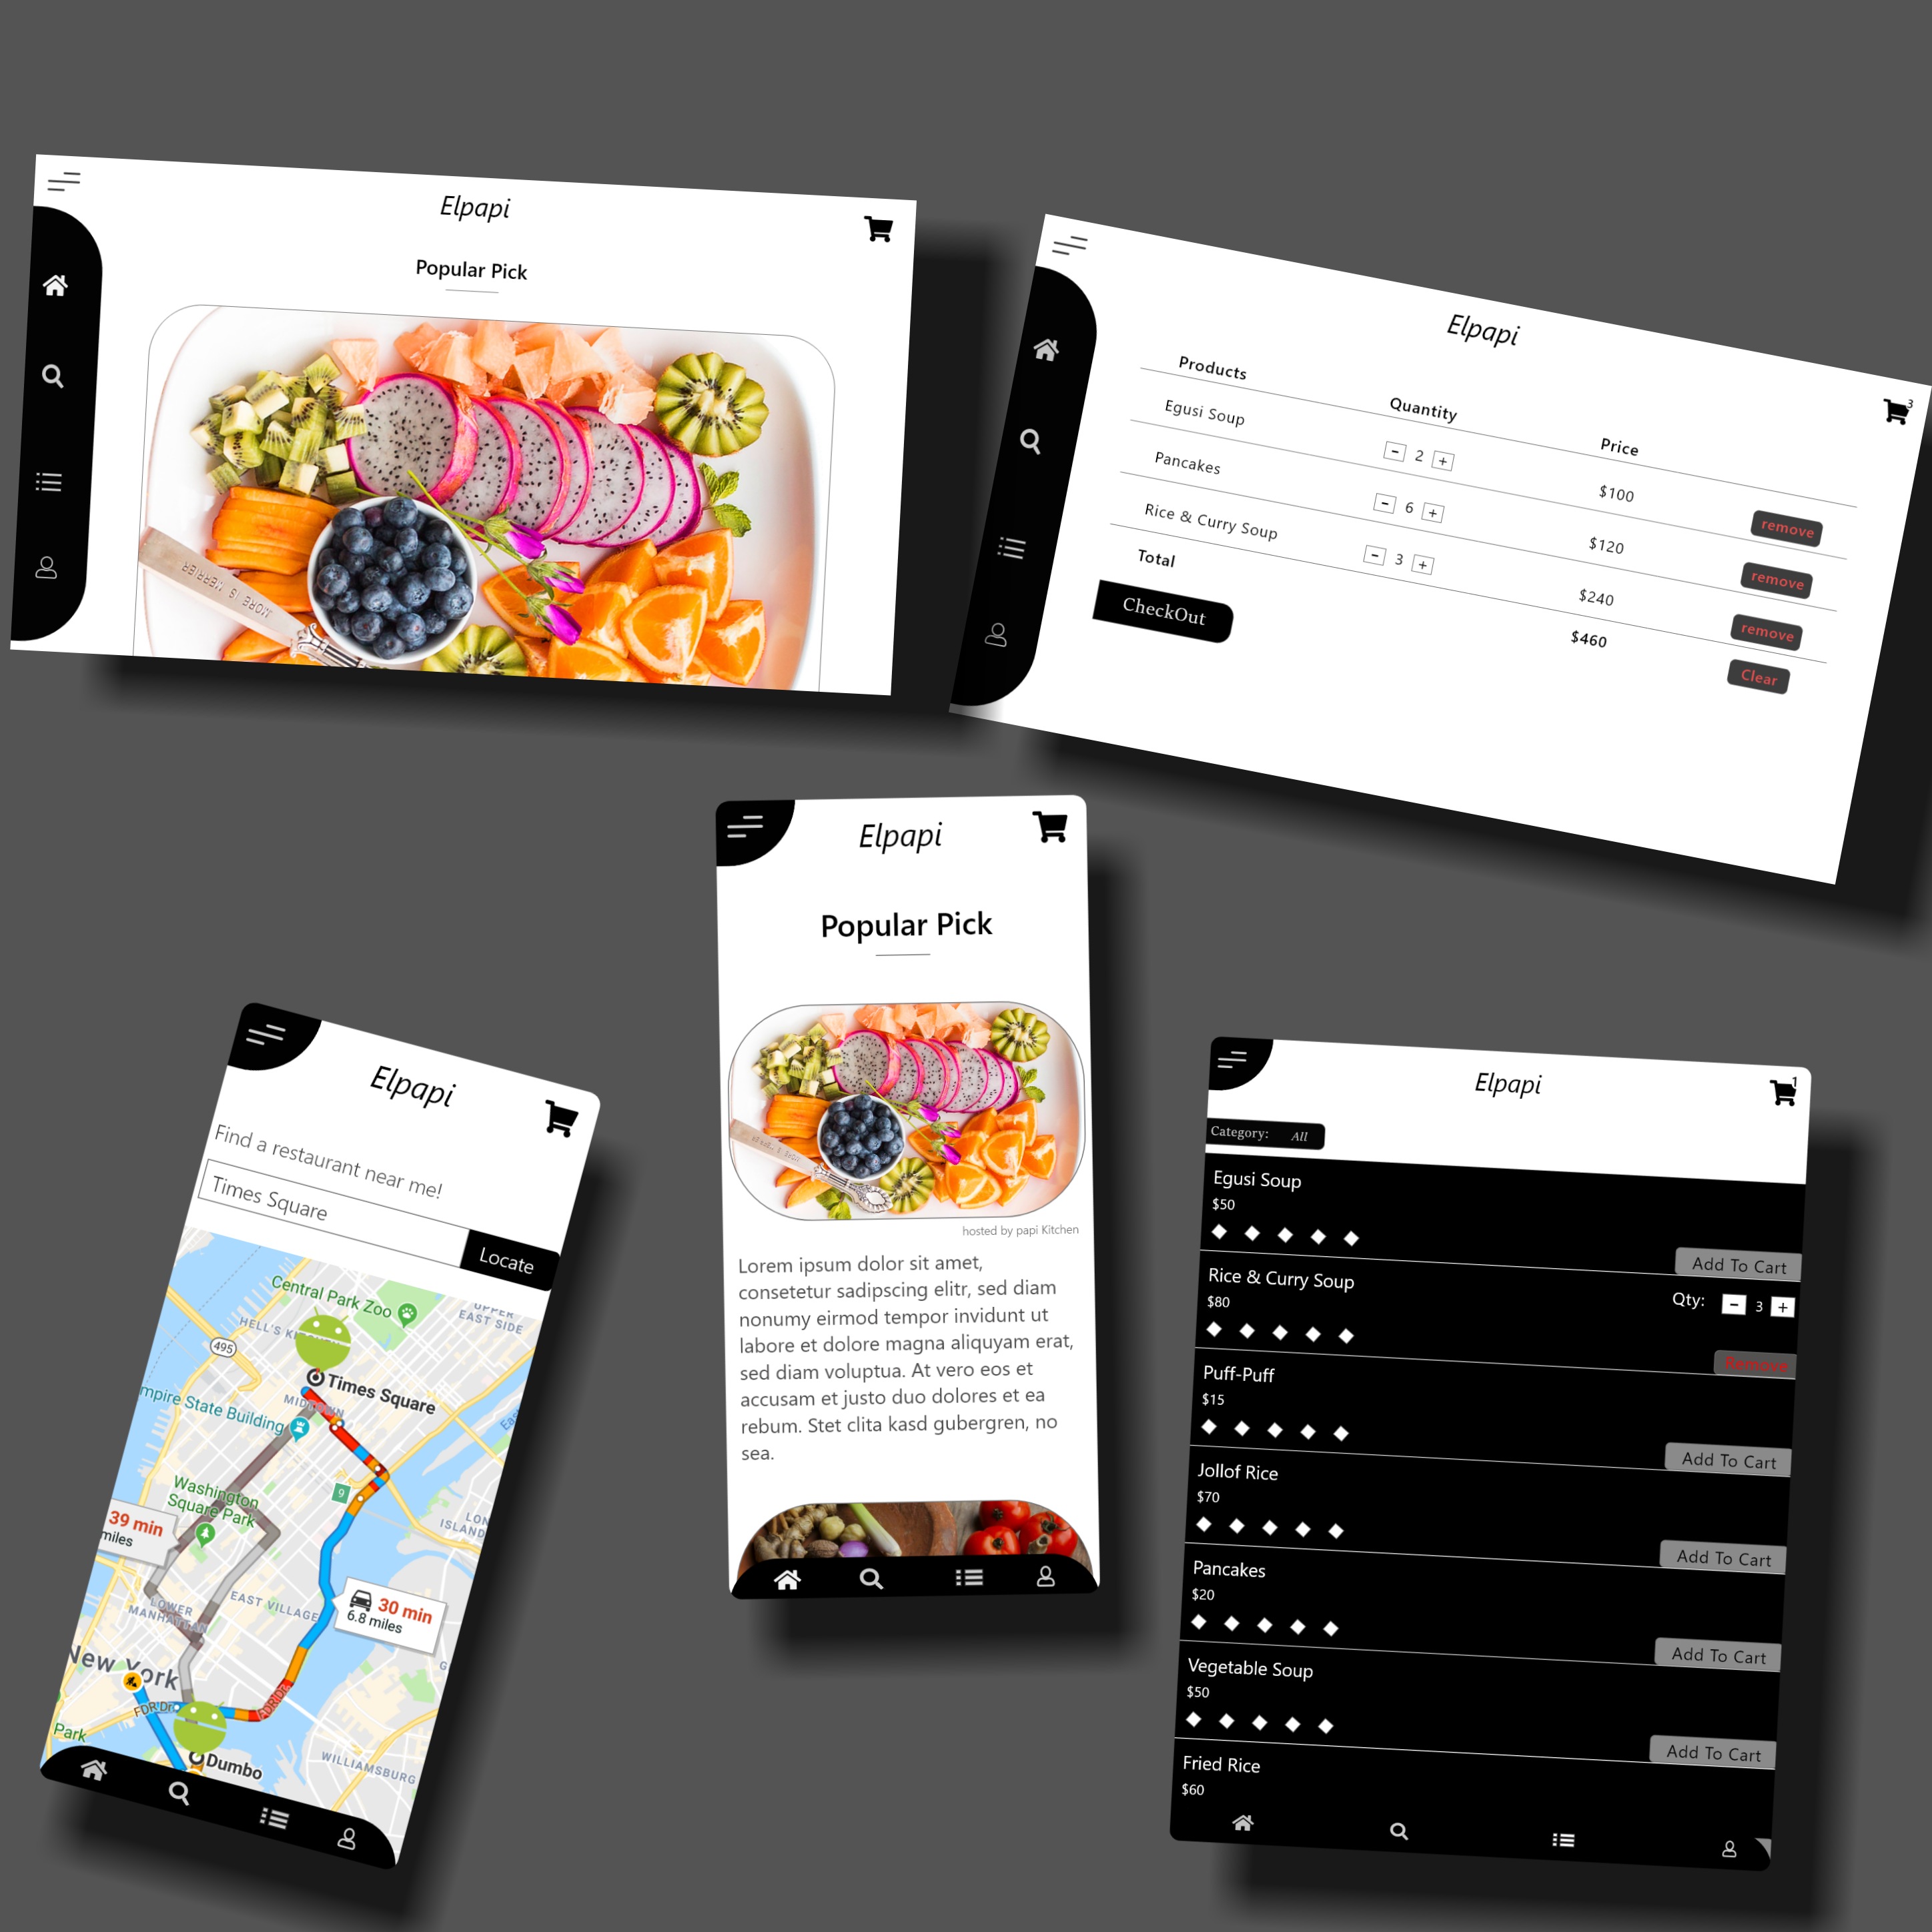 Elpapi
Popular Pick
MORE IS MERRIER
Elpapi
3
Products Quantity Price
Egusi Soup - 2 + $100 remove
Pancakes - 6 + $120 remove
Rice & Curry Soup - 3 + $240 remove
Total $460 Clear
CheckOut
Elpapi
Popular Pick
hosted by papi Kitchen
Lorem ipsum dolor sit amet,
consetetur sadipscing elitr, sed diam
nonumy eirmod tempor invidunt ut
labore et dolore magna aliquyam erat,
sed diam voluptua. At vero eos et
accusam et justo duo dolores et ea
rebum. Stet clita kasd gubergren, no
sea.
Elpapi
Find a restaurant near me!
Times Square
Locate
Central Park Zoo
UPPER
EAST SIDE
495
Times Square
mpire State Building
9
Washington
Square Park
39 min
miles
LON
ISLAND
EAST VILLAGE
30 min
6.8 miles
LOWER
MANHATTAN
New York
FDR Dr
Park
Dumbo
WILLIAMSBURG
Elpapi
1
Category: All
Egusi Soup
$50
Add To Cart
Rice & Curry Soup
Qty: - 3 +
$80
Remove
Puff-Puff
$15
Add To Cart
Jollof Rice
$70
Add To Cart
Pancakes
$20
Add To Cart
Vegetable Soup
$50
Add To Cart
Fried Rice
$60